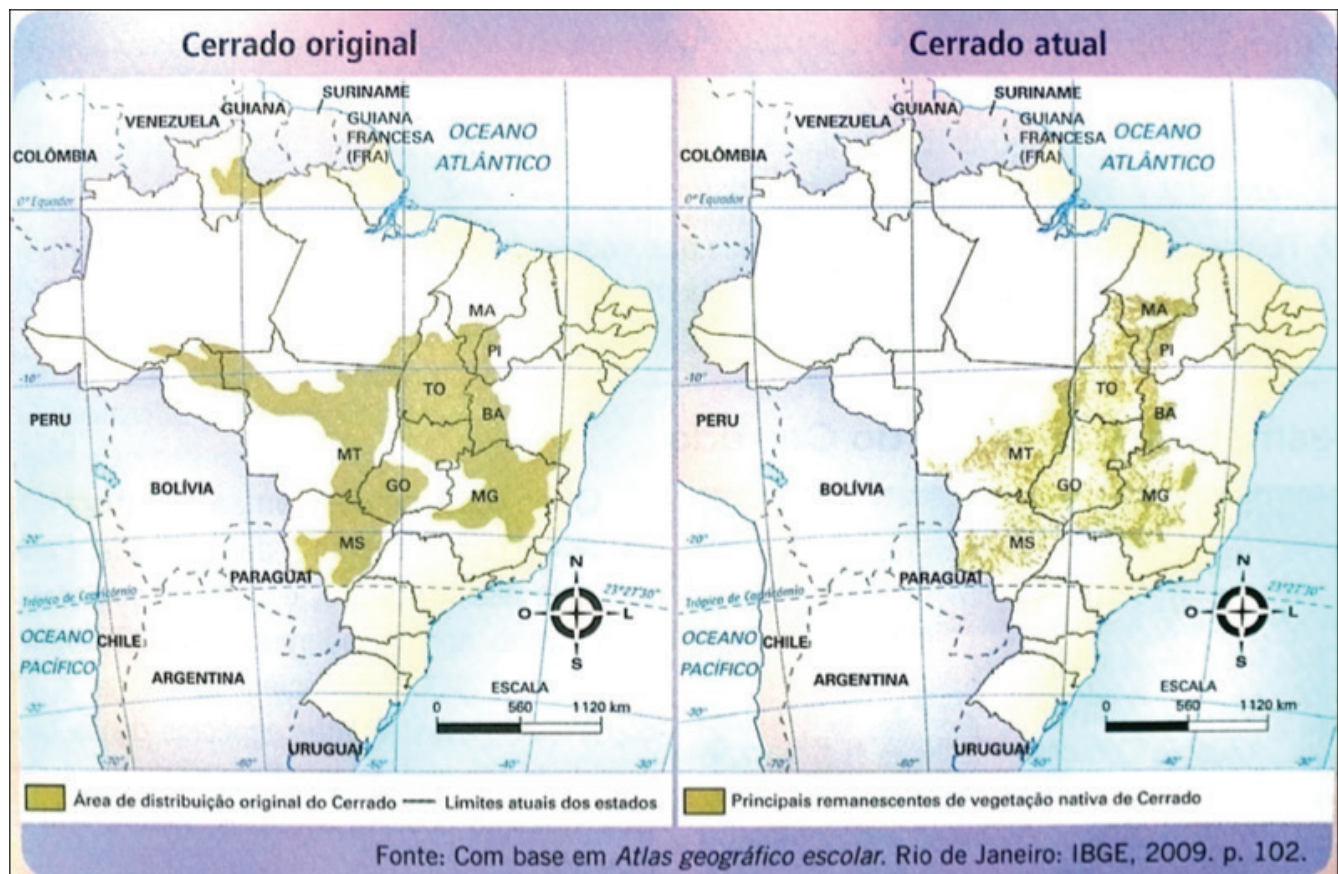 Cerrado original
SURINAME
GUIANA
VENEZUELA
GUIANA
FRANCESA
(FRA)
OCEANO
ATLÂNTICO
COLÔMBIA
0° Equador
MA
PI
-10°
TO
PERU
BA
MT
BOLÍVIA
GO
MG
-20°
MS
PARAGUAI
N
Trópico de Capricórnio
23°27'30"
O
L
S
OCEANO
PACÍFICO
CHILE
ARGENTINA
ESCALA
0
560
1120 km
-30°
URUGUAI
-70°
-60°
-50°
-40°
-30°
Área de distribuição original do Cerrado
Limites atuais dos estados
Cerrado atual
SURINAME
GUIANA
VENEZUELA
GUIANA
FRANCESA
(FRA)
OCEANO
ATLÂNTICO
COLÔMBIA
0° Equador
MA
PI
-10°
TO
PERU
BA
MT
BOLÍVIA
GO
MG
-20°
MS
PARAGUAI
N
Trópico de Capricórnio
23°27'30"
O
L
S
OCEANO
PACÍFICO
CHILE
ARGENTINA
ESCALA
0
560
1120 km
-30°
URUGUAI
-70°
-60°
-50°
-40°
-30°
Principais remanescentes de vegetação nativa de Cerrado
Fonte: Com base em Atlas geográfico escolar. Rio de Janeiro: IBGE, 2009. p. 102.